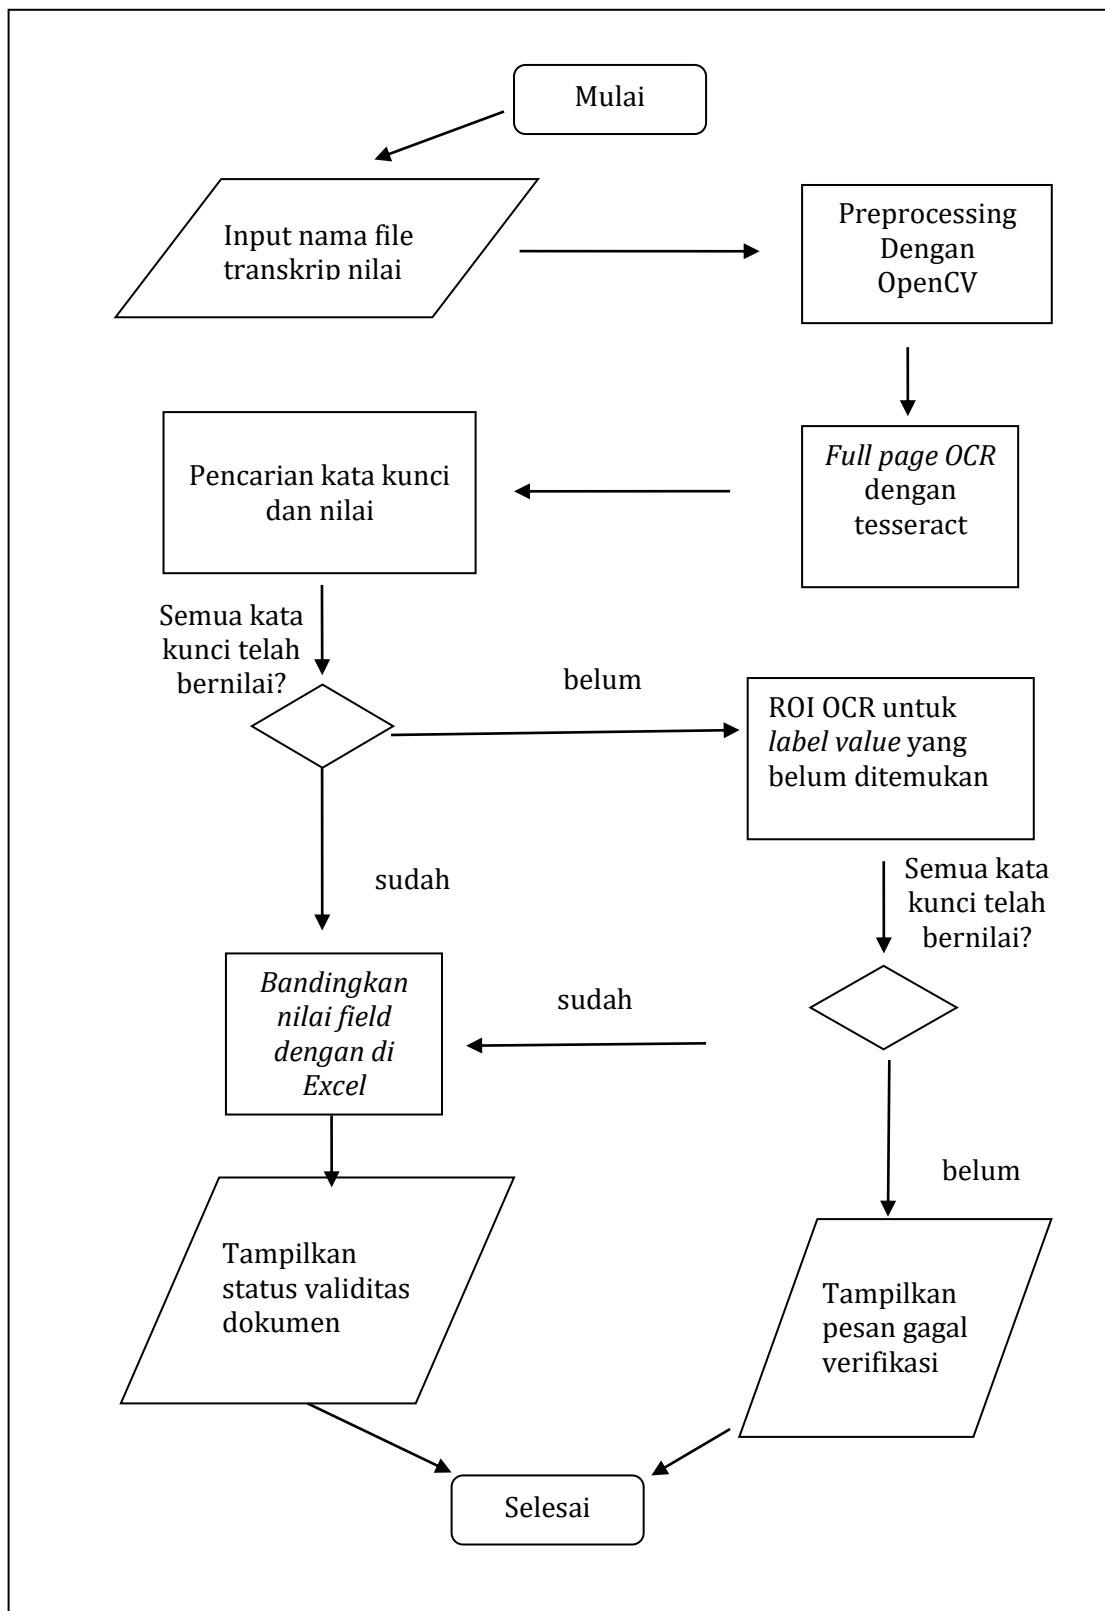 Mulai
Input nama file
transkrip nilai
Preprocessing
Dengan
OpenCV
Full page OCR
dengan
tesseract
Pencarian kata kunci
dan nilai
Semua kata
kunci telah
bernilai?
belum
ROI OCR untuk
label value yang
belum ditemukan
sudah
Semua kata
kunci telah
bernilai?
Bandingkan
nilai field
dengan di
Excel
sudah
belum
Tampilkan
status validitas
dokumen
Tampilkan
pesan gagal
verifikasi
Selesai